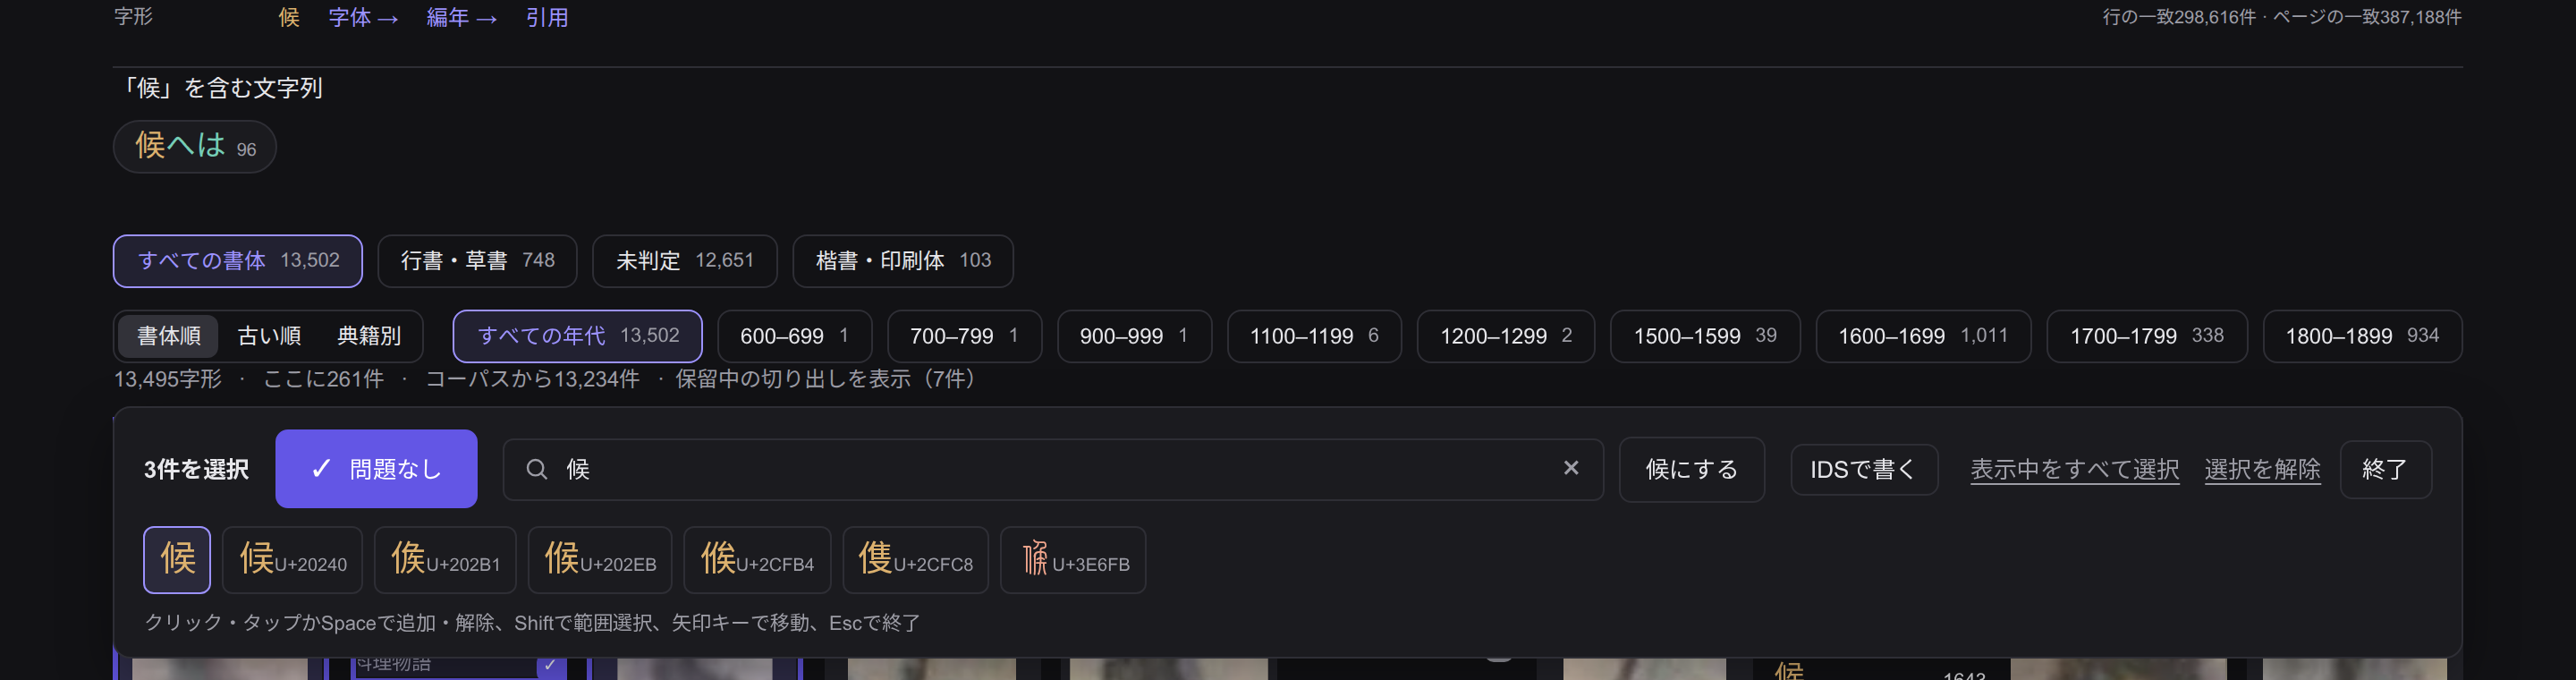 字形 候 字体 → 編年 → 引用 行の一致298,616件 · ページの一致387,188件
「候」を含む文字列
候へは 96
すべての書体 13,502 行書・草書 748 未判定 12,651 楷書・印刷体 103
書体順 古い順 典籍別 すべての年代 13,502 600–699 1 700–799 1 900–999 1 1100–1199 6 1200–1299 2 1500–1599 39 1600–1699 1,011 1700–1799 338 1800–1899 934
13,495字形 · ここに261件 · コーパスから13,234件 · 保留中の切り出しを表示（7件）
3件を選択 ✓ 問題なし 候 × 候にする IDSで書く 表示中をすべて選択 選択を解除 終了
候 U+20240 U+202B1 U+202EB U+2CFB4 U+2CFC8 U+3E6FB
クリック・タップかSpaceで追加・解除、Shiftで範囲選択、矢印キーで移動、Escで終了
理物語 ✓ 候 1643